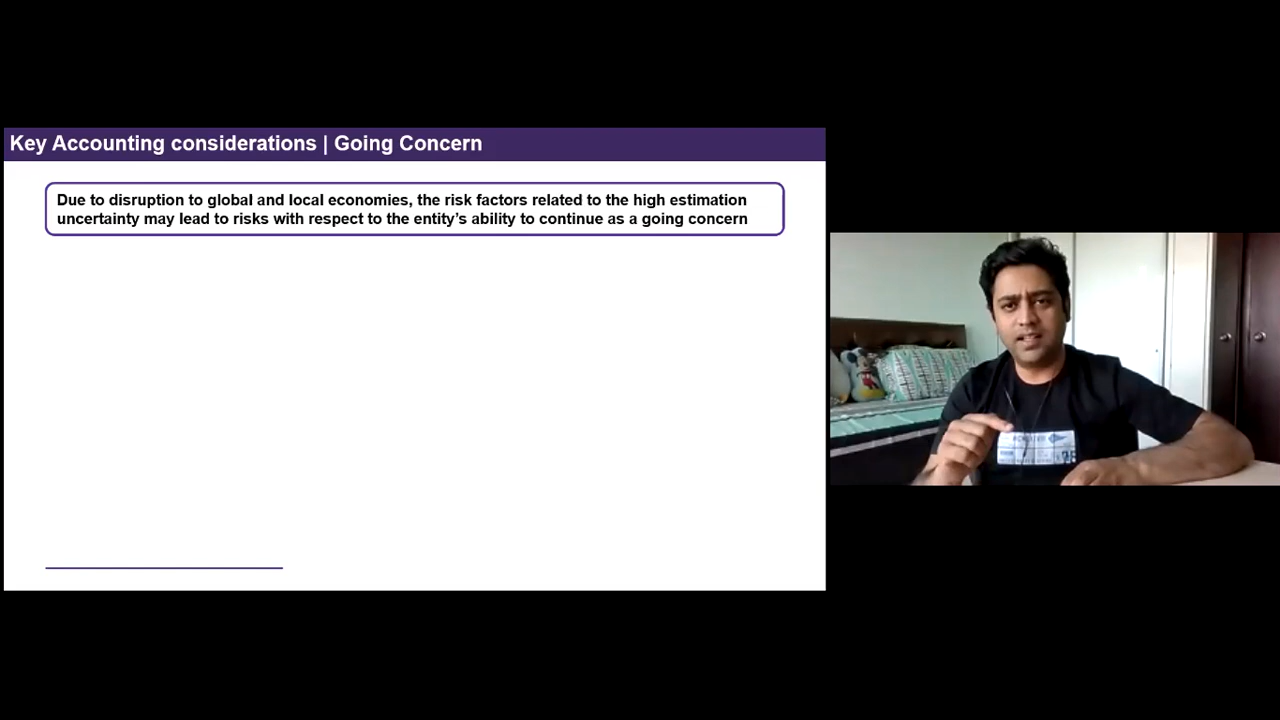 Key Accounting considerations | Going Concern
Due to disruption to global and local economies, the risk factors related to the high estimation
uncertainty may lead to risks with respect to the entity’s ability to continue as a going concern